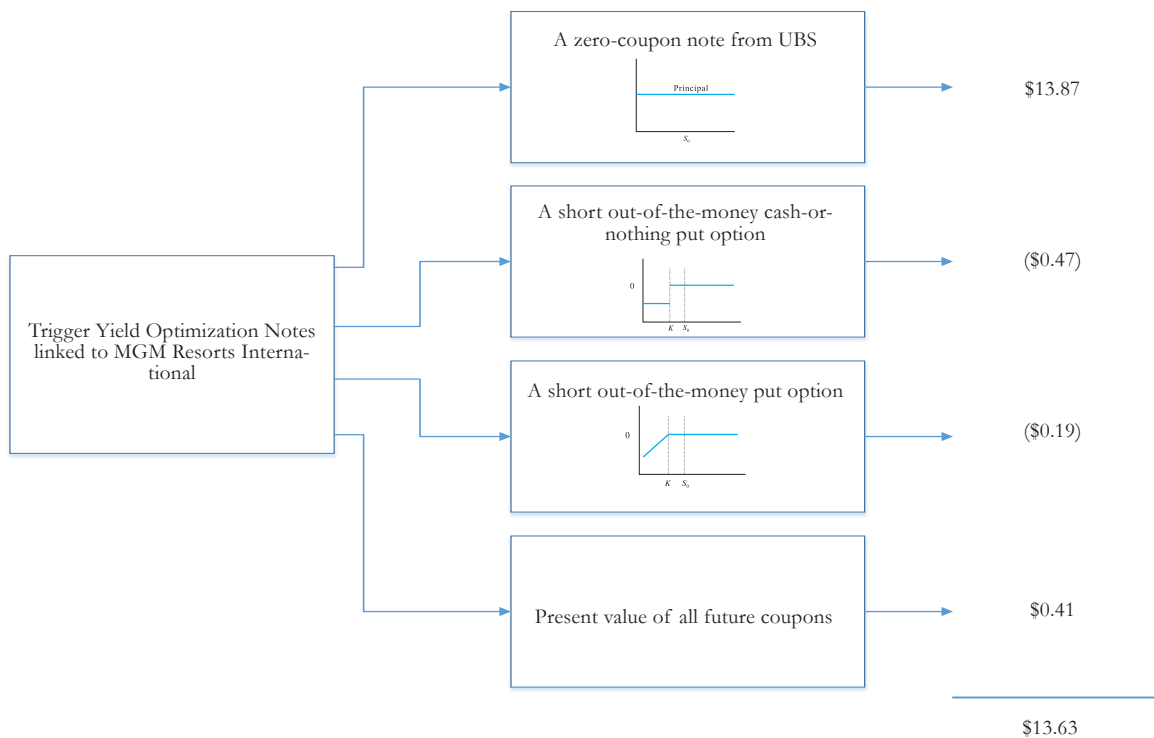 A zero-coupon note from UBS
Principal
S0
$13.87
A short out-of-the-money cash-or-
nothing put option
0
K S0
($0.47)
Trigger Yield Optimization Notes
linked to MGM Resorts Interna-
tional
A short out-of-the-money put option
0
K S0
($0.19)
Present value of all future coupons
$0.41
$13.63